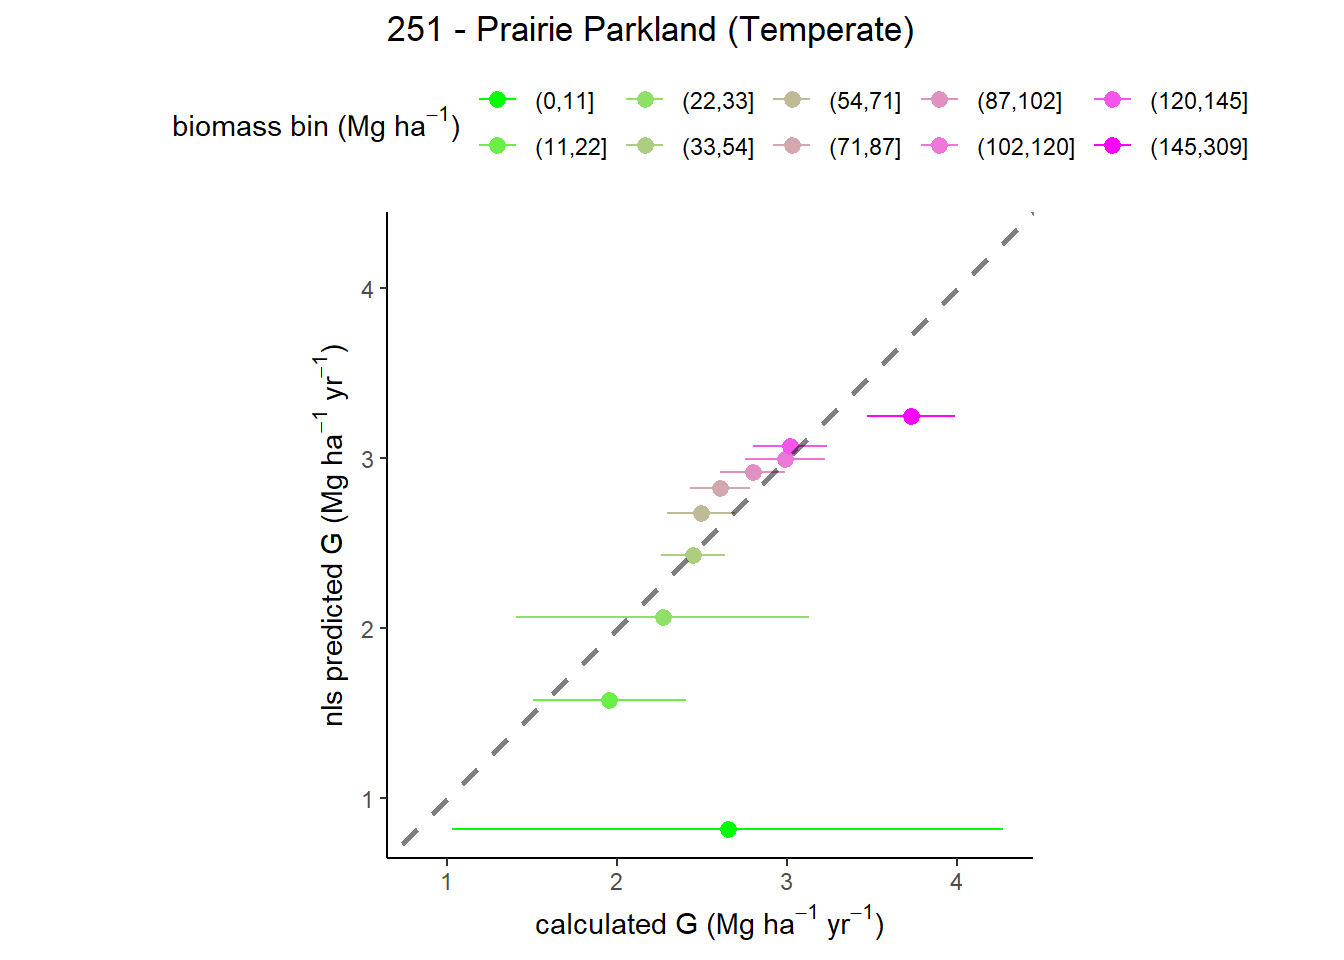 251 - Prairie Parkland (Temperate)
biomass bin (Mg ha⁻¹)
(0,11] (22,33] (54,71] (87,102] (120,145]
(11,22] (33,54] (71,87] (102,120] (145,309]
nls predicted G (Mg ha⁻¹ yr⁻¹)
4
3
2
1
1 2 3 4
calculated G (Mg ha⁻¹ yr⁻¹)